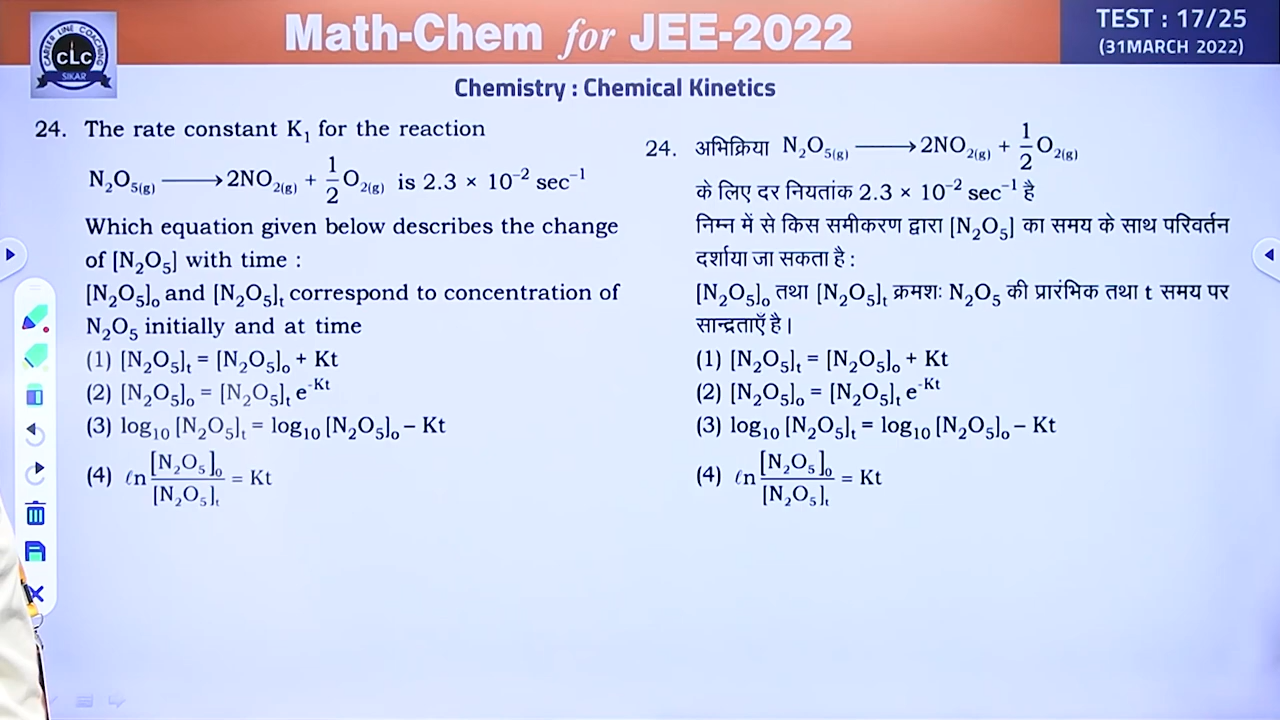 CAREER LINE COACHING
CLC
SIKAR
Math-Chem for JEE-2022
TEST : 17/25
(31MARCH 2022)
Chemistry : Chemical Kinetics
24. The rate constant K₁ for the reaction
N₂O₅(g) ⟶ 2NO₂(g) + 1/2 O₂(g) is 2.3 × 10⁻² sec⁻¹
Which equation given below describes the change
of [N₂O₅] with time :
[N₂O₅]₀ and [N₂O₅]ₜ correspond to concentration of
N₂O₅ initially and at time
(1) [N₂O₅]ₜ = [N₂O₅]₀ + Kt
(2) [N₂O₅]₀ = [N₂O₅]ₜ e⁻ᴷᵗ
(3) log₁₀ [N₂O₅]ₜ = log₁₀ [N₂O₅]₀ – Kt
(4) ℓn [N₂O₅]₀/[N₂O₅]ₜ = Kt
24. अभिक्रिया N₂O₅(g) ⟶ 2NO₂(g) + 1/2 O₂(g)
के लिए दर नियतांक 2.3 × 10⁻² sec⁻¹ है
निम्न में से किस समीकरण द्वारा [N₂O₅] का समय के साथ परिवर्तन
दर्शाया जा सकता है :
[N₂O₅]₀ तथा [N₂O₅]ₜ क्रमशः N₂O₅ की प्रारंभिक तथा t समय पर
सान्द्रताएँ है।
(1) [N₂O₅]ₜ = [N₂O₅]₀ + Kt
(2) [N₂O₅]₀ = [N₂O₅]ₜ e⁻ᴷᵗ
(3) log₁₀ [N₂O₅]ₜ = log₁₀ [N₂O₅]₀ – Kt
(4) ℓn [N₂O₅]₀/[N₂O₅]ₜ = Kt